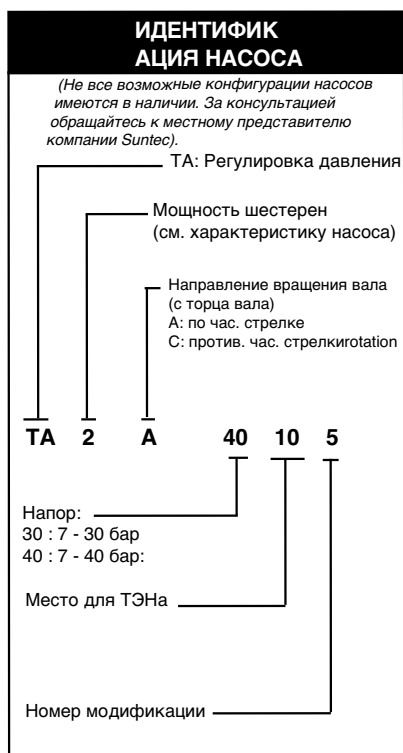 ИДЕНТИФИК
АЦИЯ НАСОСА
(Не все возможные конфигурации насосов
имеются в наличии. За консультацией
обращайтесь к местному представителю
компании Suntec).
TA: Регулировка давления
Мощность шестерен
(см. характеристику насоса)
Направление вращения вала
(с торца вала)
A: по час. стрелке
C: против. час. стрелкиrotation
TA 2 A 40 10 5
Напор:
30 : 7 - 30 бар
40 : 7 - 40 бар:
Место для ТЭНа
Номер модификации